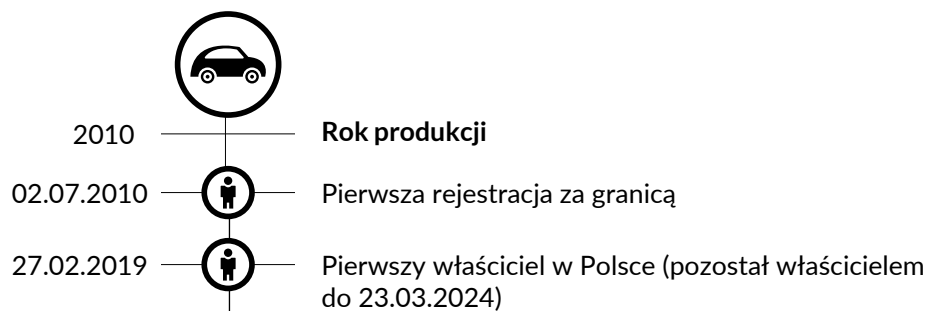 2010 Rok produkcji
02.07.2010 Pierwsza rejestracja za granicą
27.02.2019 Pierwszy właściciel w Polsce (pozostał właścicielem
do 23.03.2024)